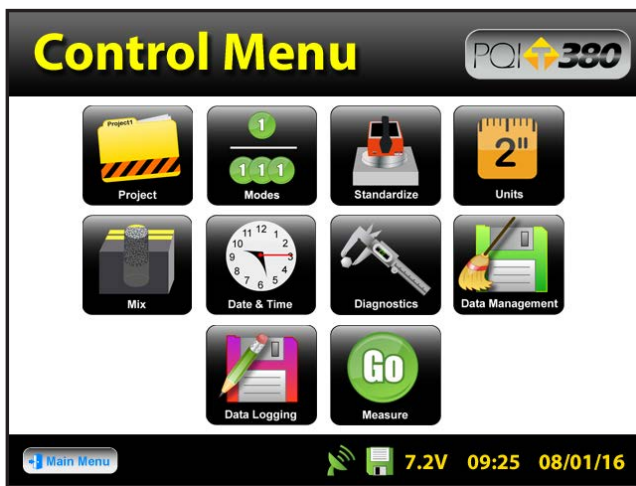 Control Menu
PQI T 380
Project1
Project
1
1 1 1
Modes
Standardize
2"
Units
Mix
12 1 2 3 4 5 6 7 8 9 10 11
Date & Time
Diagnostics
Data Management
Data Logging
Go
Measure
Main Menu
7.2V 09:25 08/01/16